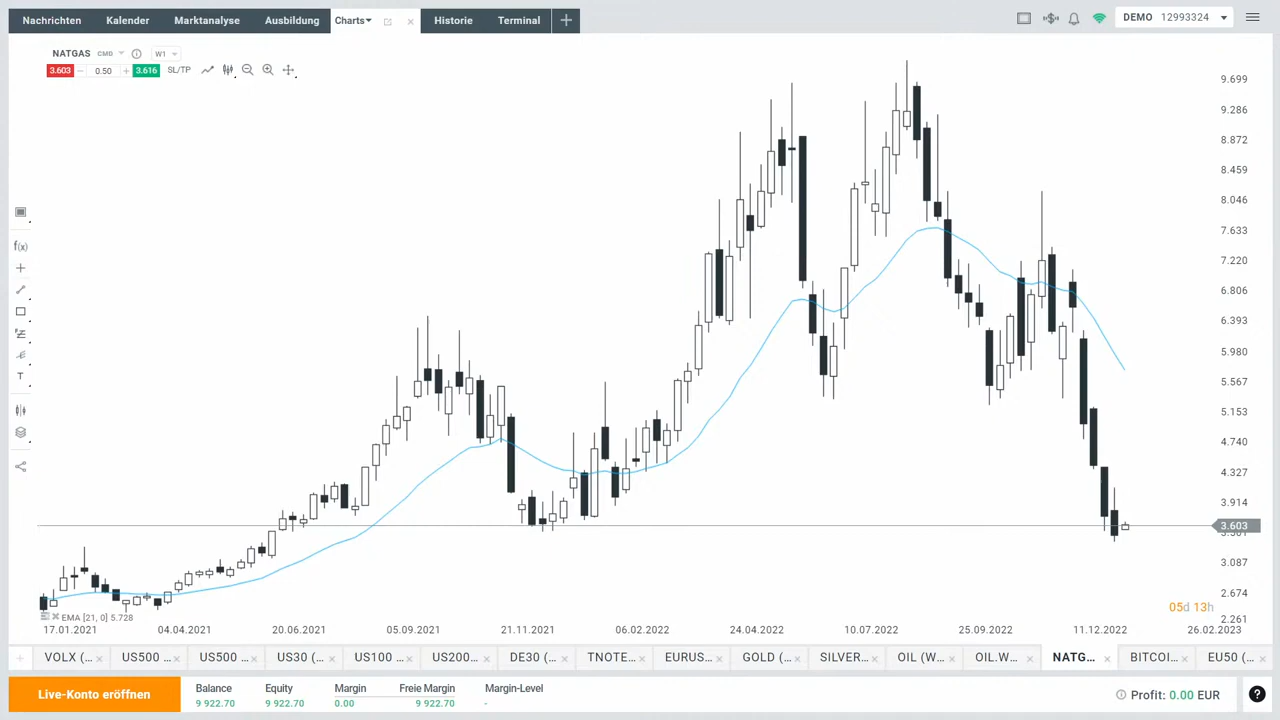 Nachrichten Kalender Marktanalyse Ausbildung Charts Historie Terminal DEMO 12993324
NATGAS CMD W1
3.603 0.50 3.616 SL/TP
9.699
9.286
8.872
8.459
8.046
7.633
7.220
6.806
6.393
5.980
5.567
5.153
4.740
4.327
3.914
3.603
3.501
3.087
2.674
2.261
f(x)
T
05d 13h
EMA [21, 0] 5.728
17.01.2021 04.04.2021 20.06.2021 05.09.2021 21.11.2021 06.02.2022 24.04.2022 10.07.2022 25.09.2022 11.12.2022 26.02.2023
VOLX (... US500 ... US500 ... US30 (... US100 ... US200... DE30 (... TNOTE... EURUS... GOLD (... SILVER... OIL (W... OIL.W... NATG... BITCOI... EU50 (...
Live-Konto eröffnen
Balance Equity Margin Freie Margin Margin-Level
9 922.70 9 922.70 0.00 9 922.70 -
Profit: 0.00 EUR
?